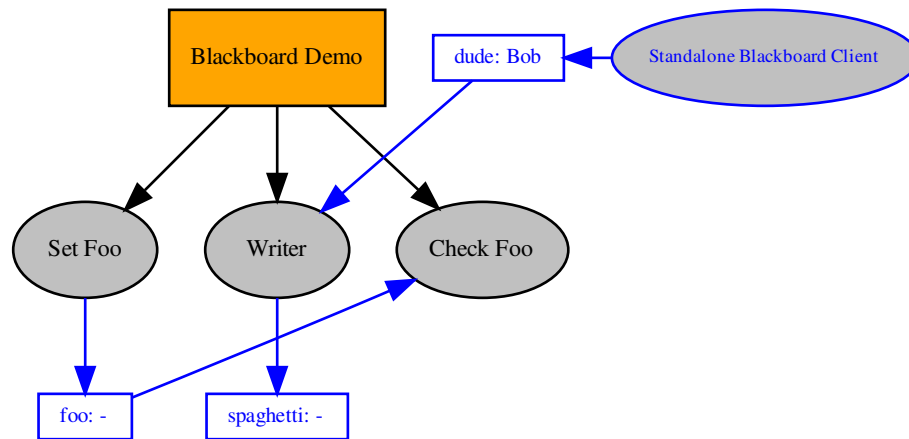 Blackboard Demo
dude: Bob
Standalone Blackboard Client
Set Foo
Writer
Check Foo
foo: -
spaghetti: -